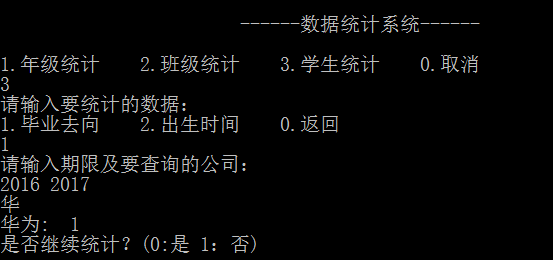 ------数据统计系统------
1.年级统计 2.班级统计 3.学生统计 0.取消
3
请输入要统计的数据:
1.毕业去向 2.出生时间 0.返回
1
请输入期限及要查询的公司:
2016 2017
华
华为: 1
是否继续统计？(0:是 1：否)